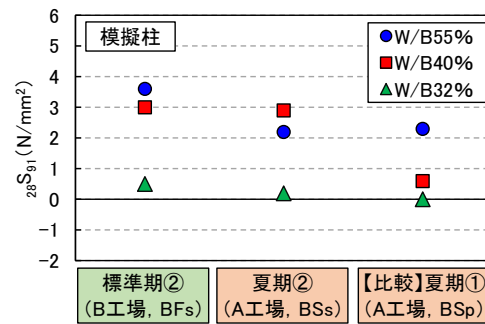 模擬柱
●W/B55%
■W/B40%
▲W/B32%
₂₈S₉₁(N/mm²)
6
5
4
3
2
1
0
−1
−2
標準期②
(B工場, BFs)
夏期②
(A工場, BSs)
【比較】夏期①
(A工場, BSp)